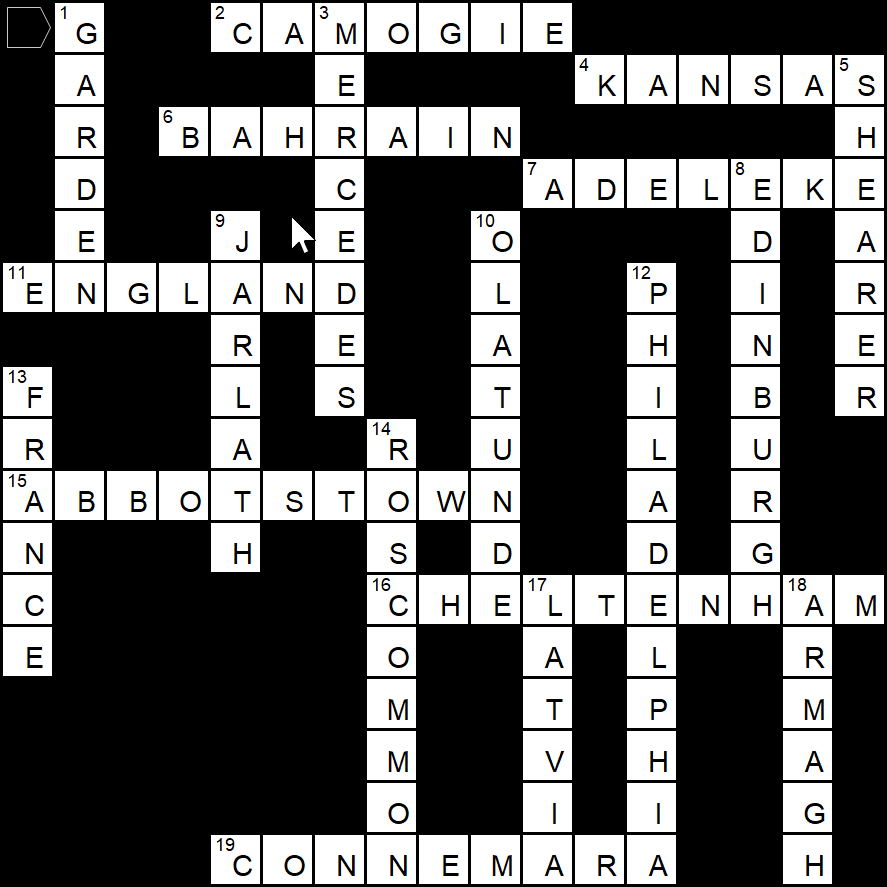 1 G 2 C A 3 M O G I E
A E 4 K A N S A 5 S
R 6 B A H R A I N H
D C 7 A D E L 8 E K E
E 9 J E 10 O D A
11 E N G L A N D L 12 P I R
R E A H N E
13 F L S T I B R
R A 14 R U L U
15 A B B O T S T O W N A R
N H S D D G
C 16 C H E 17 L T E N H 18 A M
E O A L R
M T P M
M V H A
O I I G
19 C O N N E M A R A H